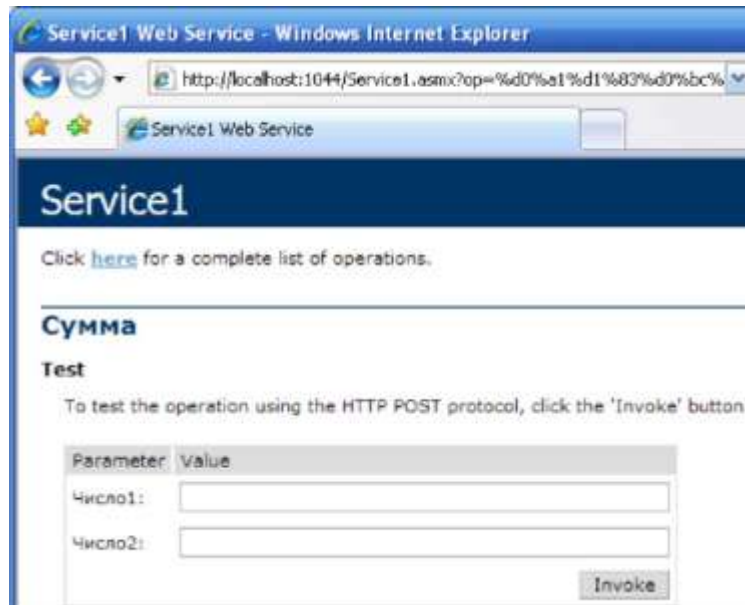 Service1 Web Service - Windows Internet Explorer
http://localhost:1044/Service1.asmx?op=%d0%a1%d1%83%d0%bc%
Service1 Web Service
Service1
Click here for a complete list of operations.
Сумма
Test
To test the operation using the HTTP POST protocol, click the 'Invoke' button
Parameter Value
Число1:
Число2:
Invoke